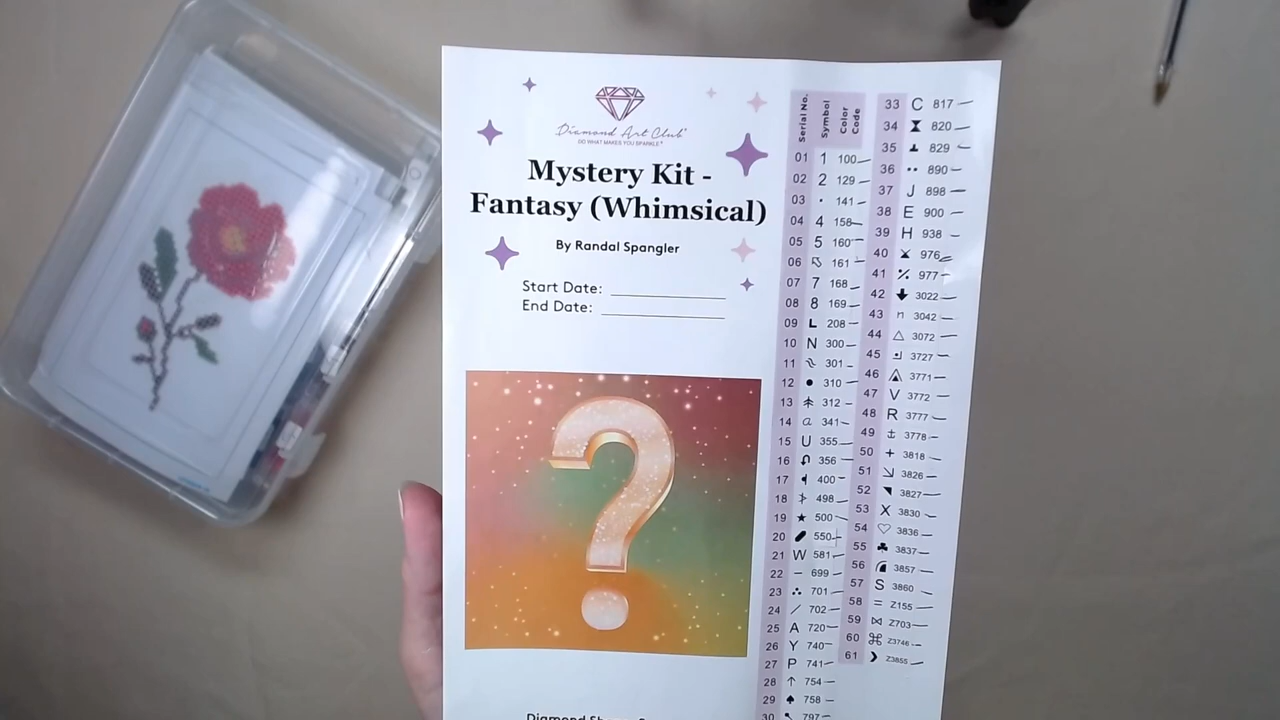 Diamond Art Club
DO WHAT MAKES YOU SPARKLE
Mystery Kit -
Fantasy (Whimsical)
By Randal Spangler
Start Date:
End Date:
?
Serial No. Symbol Color Code
01 1 100
02 2 129
03 · 141
04 4 158
05 5 160
06 161
07 7 168
08 8 169
09 L 208
10 N 300
11 301
12 ● 310
13 312
14 a 341
15 U 355
16 356
17 400
18 498
19 ★ 500
20 550
21 W 581
22 – 699
23 ∴ 701
24 / 702
25 A 720
26 Y 740
27 P 741
28 ↑ 754
29 ♠ 758
30 ↖ 797
33 C 817
34 820
35 829
36 ·· 890
37 J 898
38 E 900
39 H 938
40 976
41 977
42 3022
43 n 3042
44 △ 3072
45 3727
46 3771
47 V 3772
48 R 3777
49 3778
50 + 3818
51 ↘ 3826
52 ◥ 3827
53 X 3830
54 ♡ 3836
55 ♣ 3837
56 3857
57 S 3860
58 = Z155
59 ⋈ Z703
60 ⌘ Z3746
61 ❯ Z3855